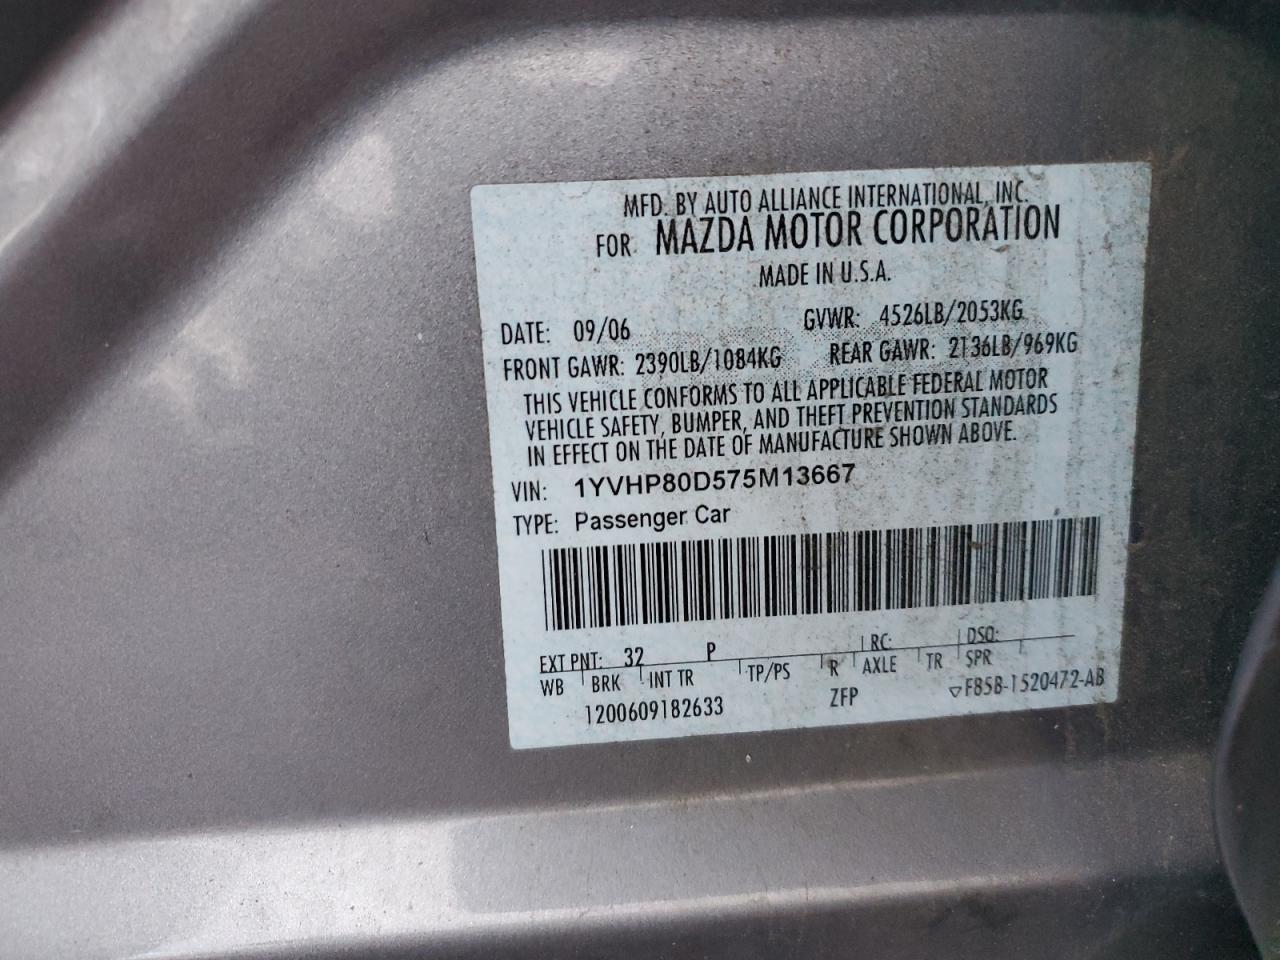 MFD. BY AUTO ALLIANCE INTERNATIONAL, INC.
FOR MAZDA MOTOR CORPORATION
MADE IN U.S.A.
DATE: 09/06 GVWR: 4526LB/2053KG
FRONT GAWR: 2390LB/1084KG REAR GAWR: 2136LB/969KG
THIS VEHICLE CONFORMS TO ALL APPLICABLE FEDERAL MOTOR
VEHICLE SAFETY, BUMPER, AND THEFT PREVENTION STANDARDS
IN EFFECT ON THE DATE OF MANUFACTURE SHOWN ABOVE.
VIN: 1YVHP80D575M13667
TYPE: Passenger Car
EXT PNT: 32 P RC: DSO:
WB BRK INT TR TP/PS R AXLE TR SPR
1200609182633 ZFP ▽F85B-1520472-AB